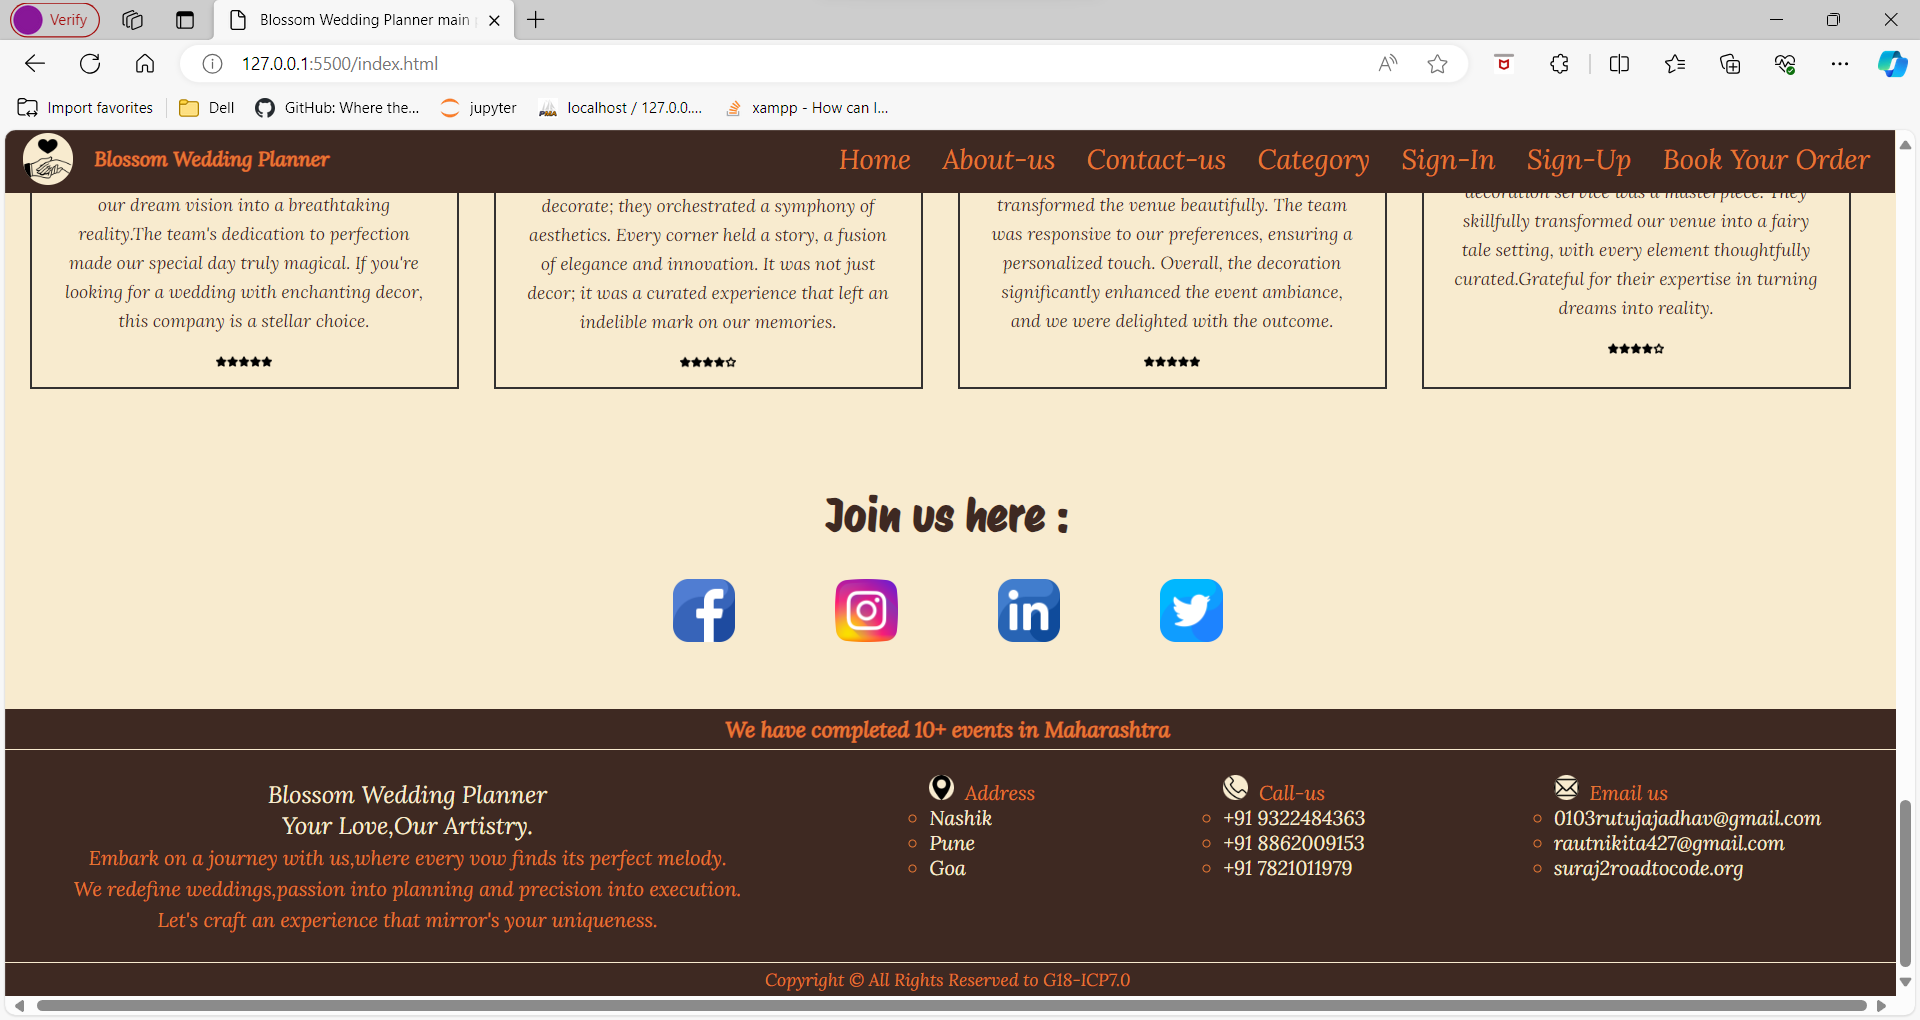 Verify
Blossom Wedding Planner main
127.0.0.1:5500/index.html
Import favorites
Dell
GitHub: Where the...
jupyter
localhost / 127.0.0....
xampp - How can I...
Blossom Wedding Planner
Home
About-us
Contact-us
Category
Sign-In
Sign-Up
Book Your Order
our dream vision into a breathtaking
reality.The team's dedication to perfection
made our special day truly magical. If you're
looking for a wedding with enchanting decor,
this company is a stellar choice.
decorate; they orchestrated a symphony of
aesthetics. Every corner held a story, a fusion
of elegance and innovation. It was not just
decor; it was a curated experience that left an
indelible mark on our memories.
transformed the venue beautifully. The team
was responsive to our preferences, ensuring a
personalized touch. Overall, the decoration
significantly enhanced the event ambiance,
and we were delighted with the outcome.
decoration service was a masterpiece. They
skillfully transformed our venue into a fairy
tale setting, with every element thoughtfully
curated.Grateful for their expertise in turning
dreams into reality.
Join us here :
We have completed 10+ events in Maharashtra
Blossom Wedding Planner
Your Love,Our Artistry.
Embark on a journey with us,where every vow finds its perfect melody.
We redefine weddings,passion into planning and precision into execution.
Let's craft an experience that mirror's your uniqueness.
Address
Nashik
Pune
Goa
Call-us
+91 9322484363
+91 8862009153
+91 7821011979
Email us
0103rutujajadhav@gmail.com
rautnikita427@gmail.com
suraj2roadtocode.org
Copyright © All Rights Reserved to G18-ICP7.0